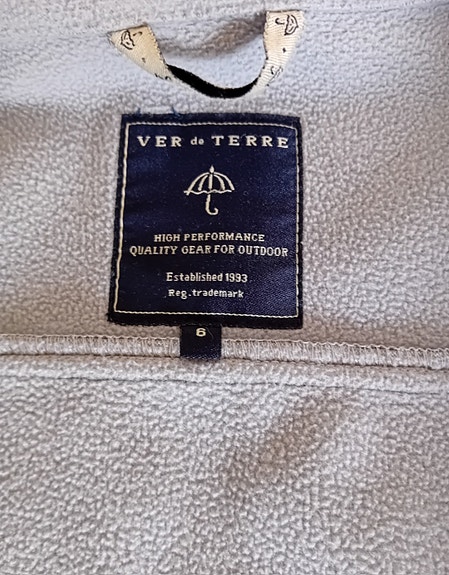 VER de TERRE
HIGH PERFORMANCE
QUALITY GEAR FOR OUTDOOR
Established 1993
Reg.trademark
6